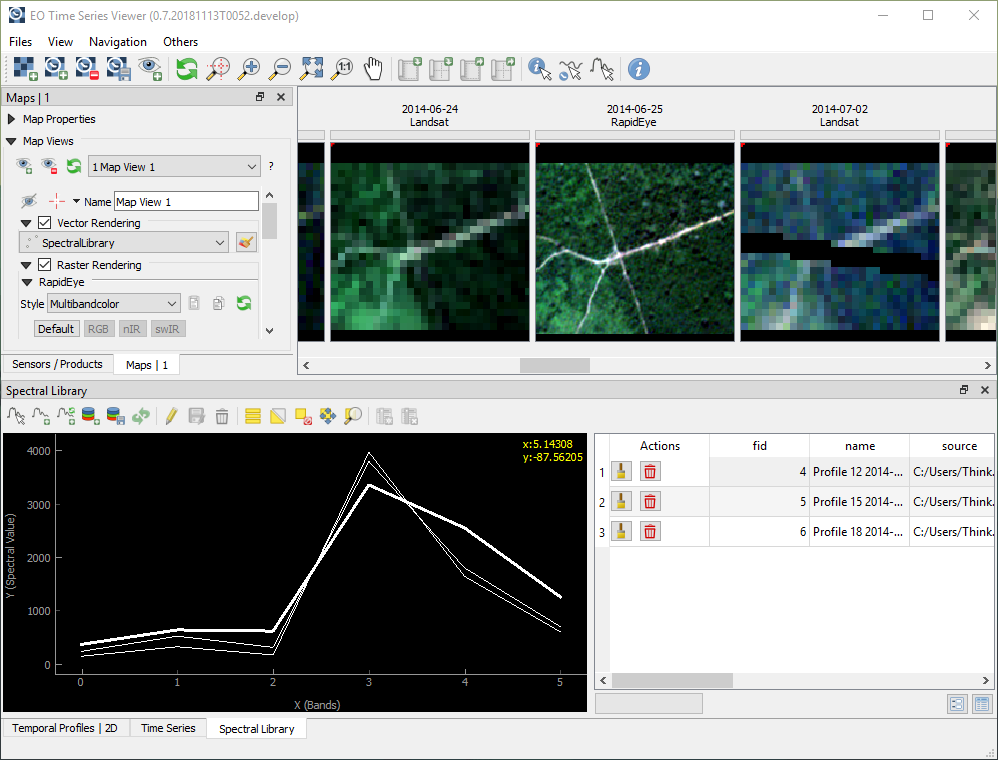 EO Time Series Viewer (0.7.20181113T0052.develop)
Files View Navigation Others
1:1
Maps | 1
Map Properties
Map Views
1 Map View 1
?
Name Map View 1
Vector Rendering
SpectralLibrary
Raster Rendering
RapidEye
Style Multibandcolor
Default RGB nIR swIR
Sensors / Products Maps | 1
2014-06-24
Landsat
2014-06-25
RapidEye
2014-07-02
Landsat
Spectral Library
x:5.14308
y:-87.56205
4000
3000
2000
1000
0
Y (Spectral Value)
0 1 2 3 4 5
X (Bands)
Actions fid name source
1 4 Profile 12 2014-... C:/Users/Think.
2 5 Profile 15 2014-... C:/Users/Think.
3 6 Profile 18 2014-... C:/Users/Think.
Temporal Profiles | 2D Time Series Spectral Library